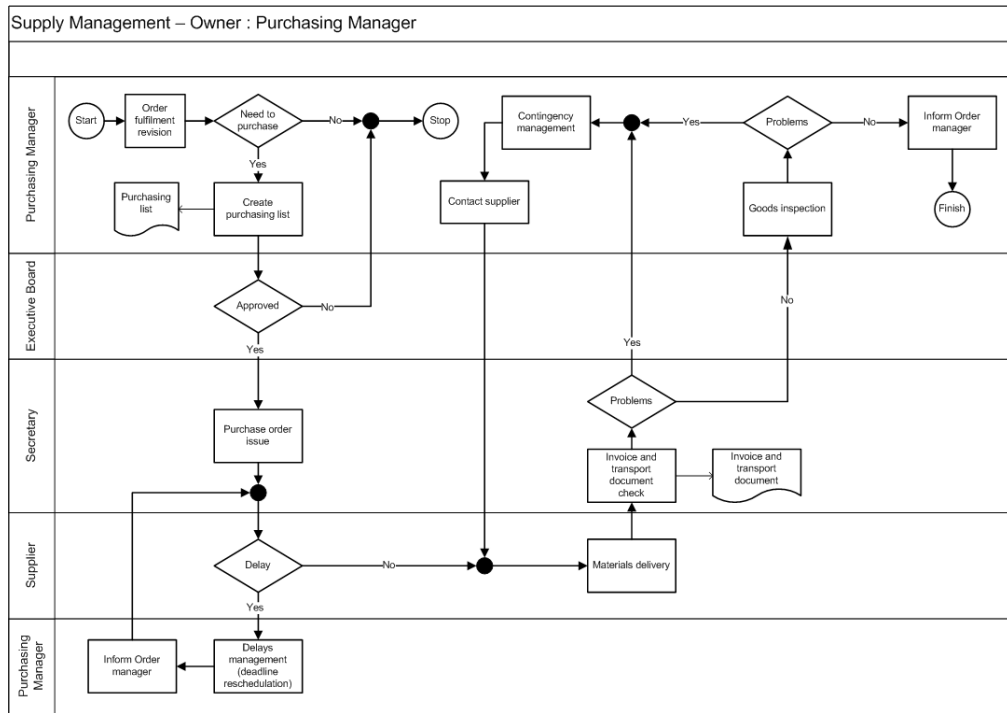 Supply Management – Owner : Purchasing Manager
Purchasing Manager
Start
Order
fulfilment
revision
Need to
purchase
No
Stop
Yes
Purchasing
list
Create
purchasing list
Contingency
management
Contact supplier
Yes
Problems
No
Inform Order
manager
Goods inspection
Finish
Executive Board
Approved
No
Yes
Yes
No
Secretary
Purchase order
issue
Problems
Invoice and
transport
document
check
Invoice and
transport
document
Supplier
Delay
No
Materials delivery
Yes
Purchasing
Manager
Inform Order
manager
Delays
management
(deadline
reschedulation)